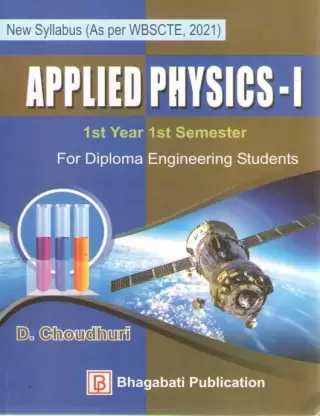 New Syllabus (As per WBSCTE, 2021)
APPLIED PHYSICS-I
1st Year 1st Semester
For Diploma Engineering Students
D. Choudhuri
Bhagabati Publication